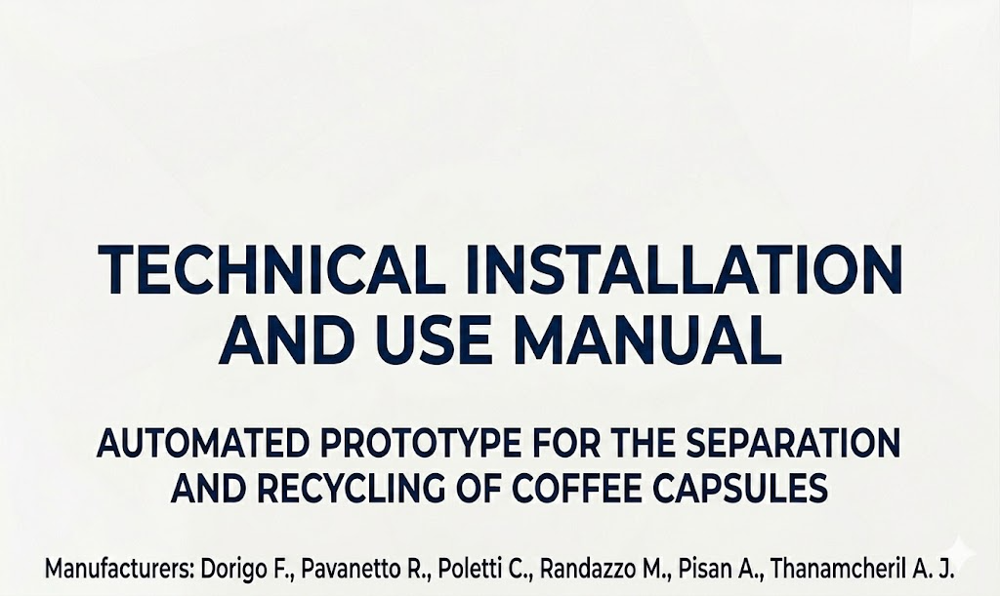 TECHNICAL INSTALLATION
AND USE MANUAL
AUTOMATED PROTOTYPE FOR THE SEPARATION
AND RECYCLING OF COFFEE CAPSULES
Manufacturers: Dorigo F., Pavanetto R., Poletti C., Randazzo M., Pisan A., Thanamcheril A. J.